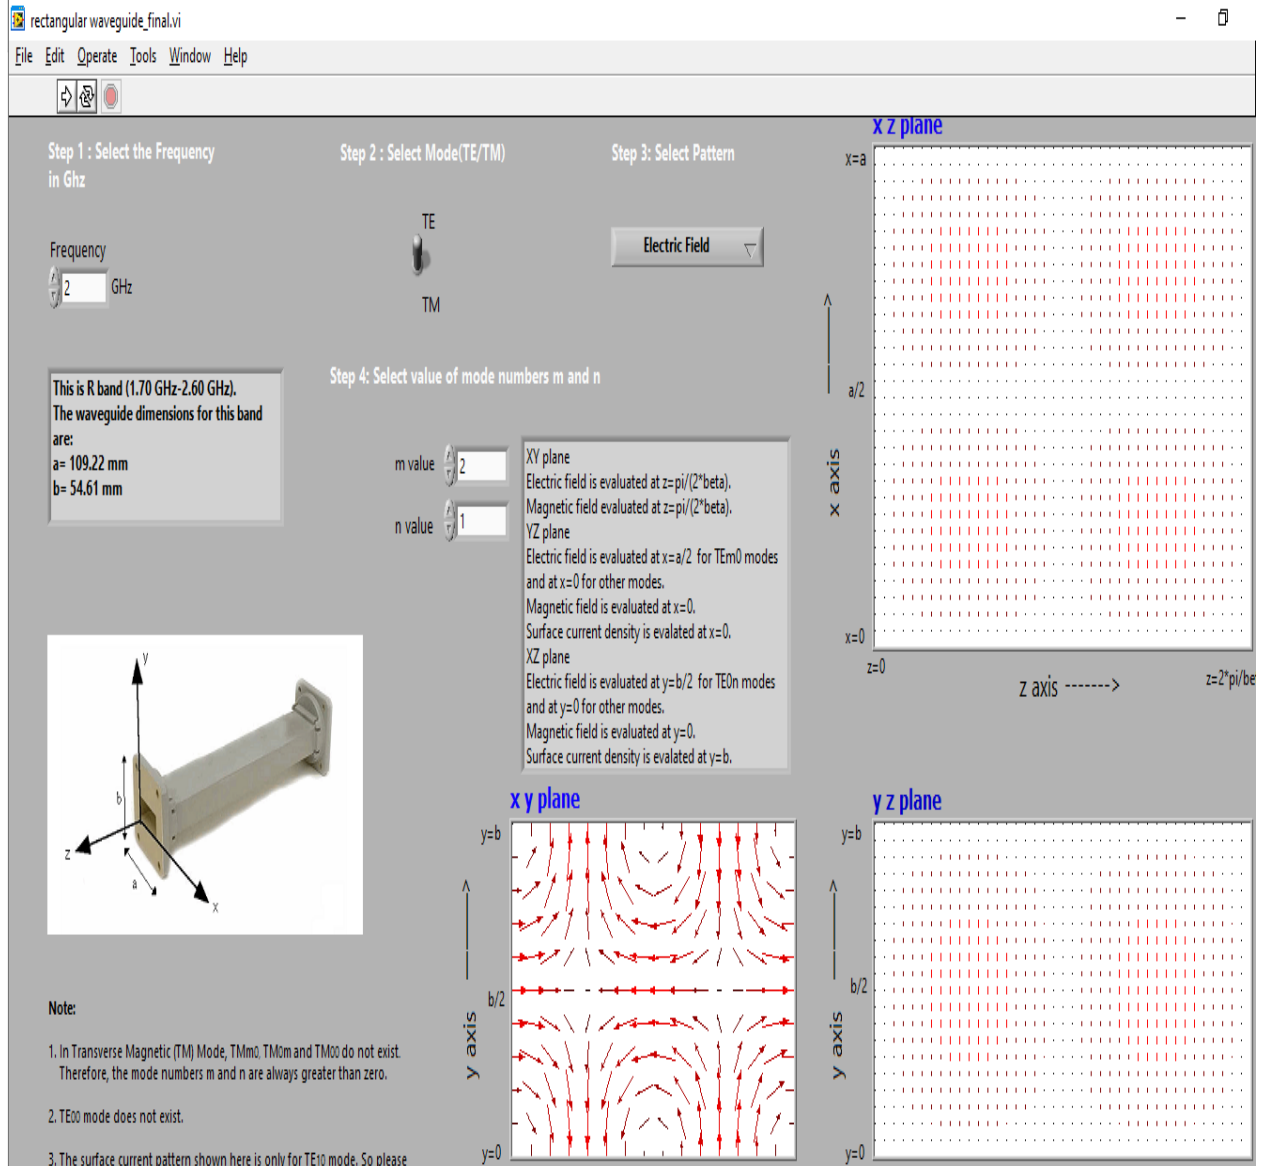 rectangular waveguide_final.vi
File Edit Operate Tools Window Help
Step 1 : Select the Frequency
in Ghz
Frequency
2 GHz
This is R band (1.70 GHz-2.60 GHz).
The waveguide dimensions for this band
are:
a= 109.22 mm
b= 54.61 mm
Step 2 : Select Mode(TE/TM)
TE
TM
Step 3: Select Pattern
Electric Field
Step 4: Select value of mode numbers m and n
m value 2
n value 1
XY plane
Electric field is evaluated at z=pi/(2*beta).
Magnetic field evaluated at z=pi/(2*beta).
YZ plane
Electric field is evaluated at x=a/2 for TEm0 modes
and at x=0 for other modes.
Magnetic field is evaluated at x=0.
Surface current density is evalated at x=0.
XZ plane
Electric field is evaluated at y=b/2 for TE0n modes
and at y=0 for other modes.
Magnetic field is evaluated at y=0.
Surface current density is evalated at y=b.
x z plane
x=a
a/2
x axis ----->
x=0
z=0
z axis ------->
z=2*pi/be
y
b
z
a
x
x y plane
y=b
b/2
y axis ----->
y=0
y z plane
y=b
b/2
y axis ----->
y=0
Note:
1. In Transverse Magnetic (TM) Mode, TMm0, TM0m and TM00 do not exist.
Therefore, the mode numbers m and n are always greater than zero.
2. TE00 mode does not exist.
3. The surface current pattern shown here is only for TE10 mode. So please